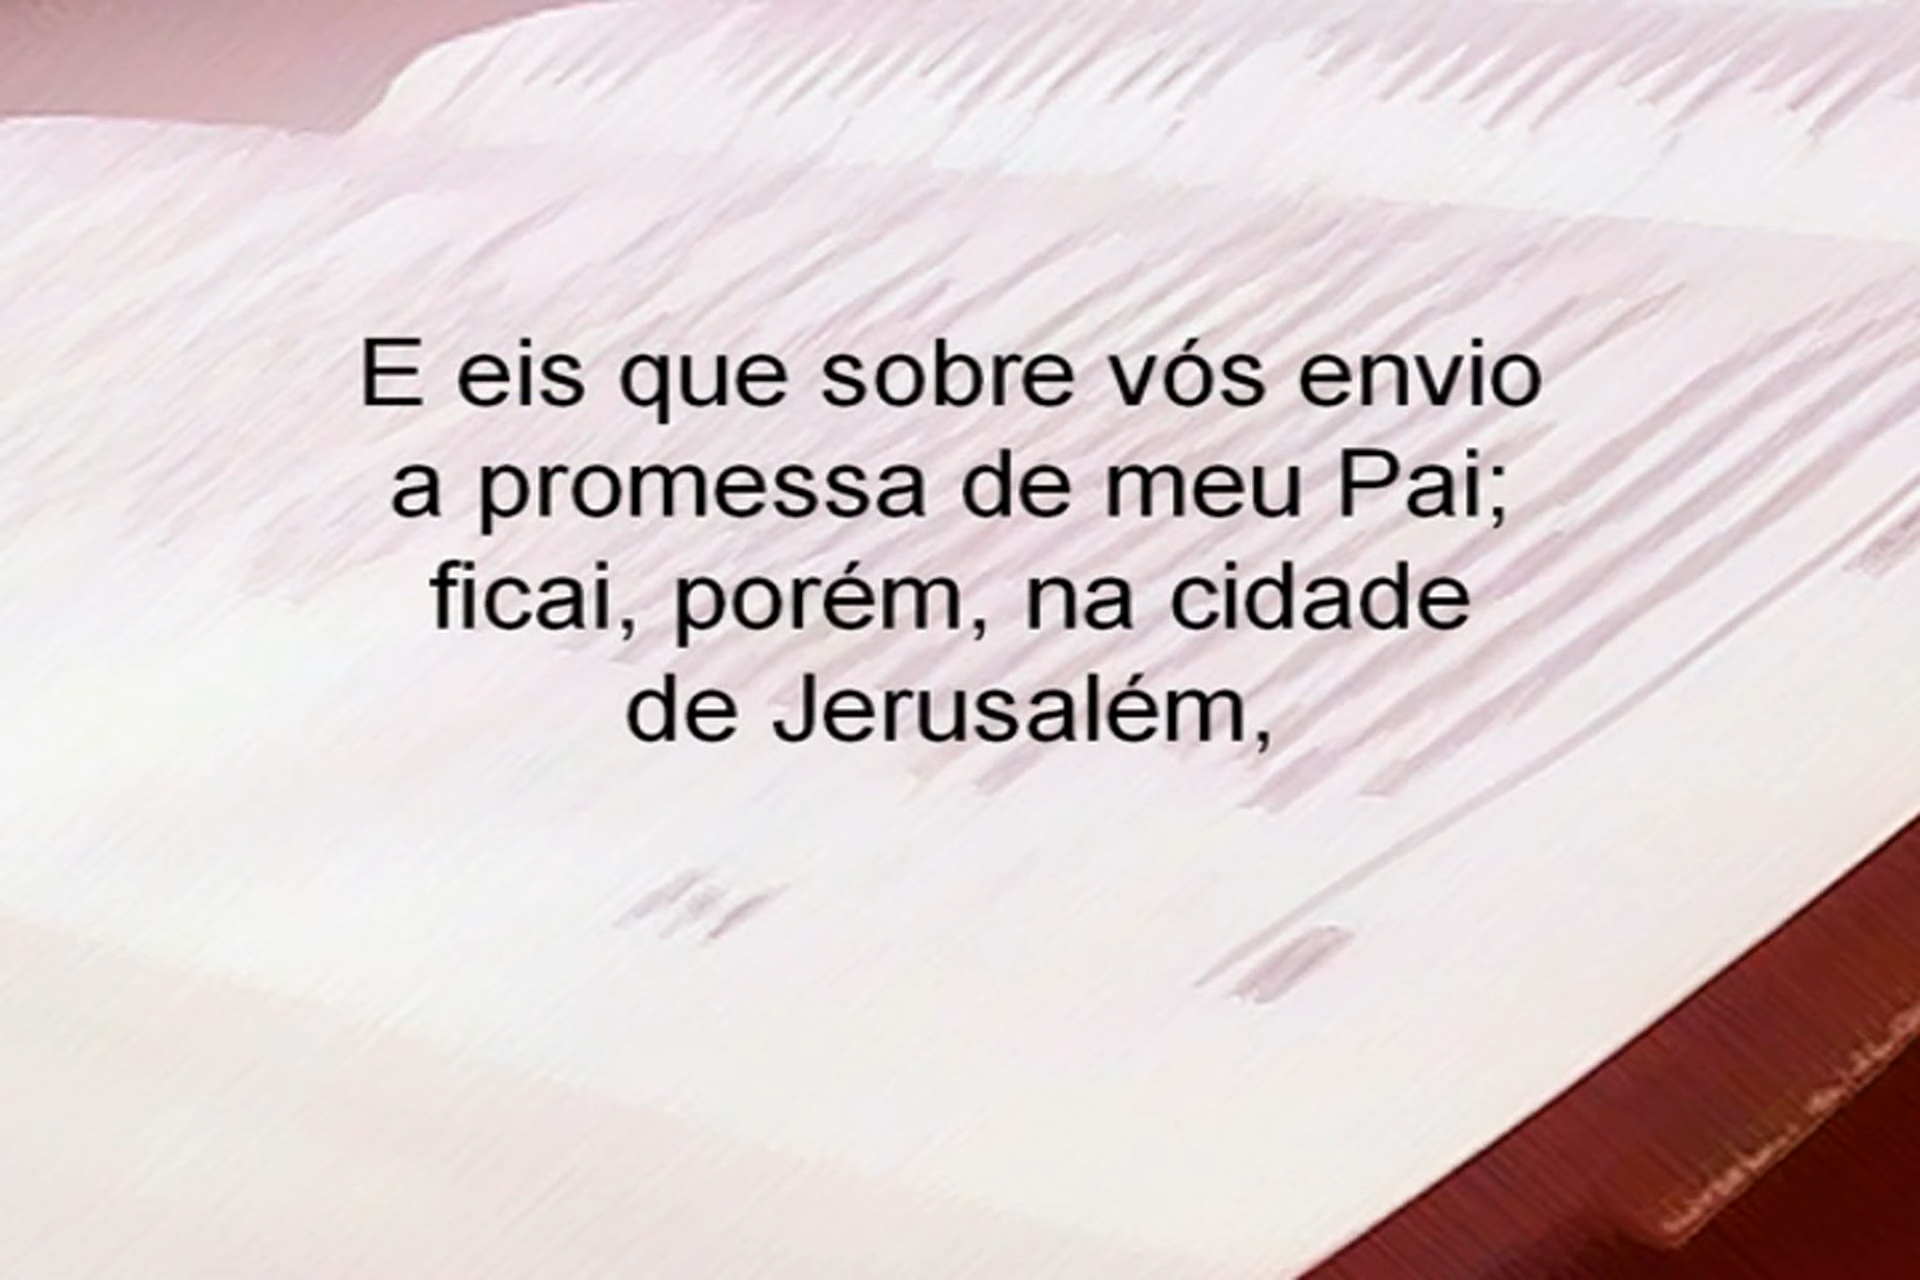 E eis que sobre vós envio
a promessa de meu Pai;
ficai, porém, na cidade
de Jerusalém,